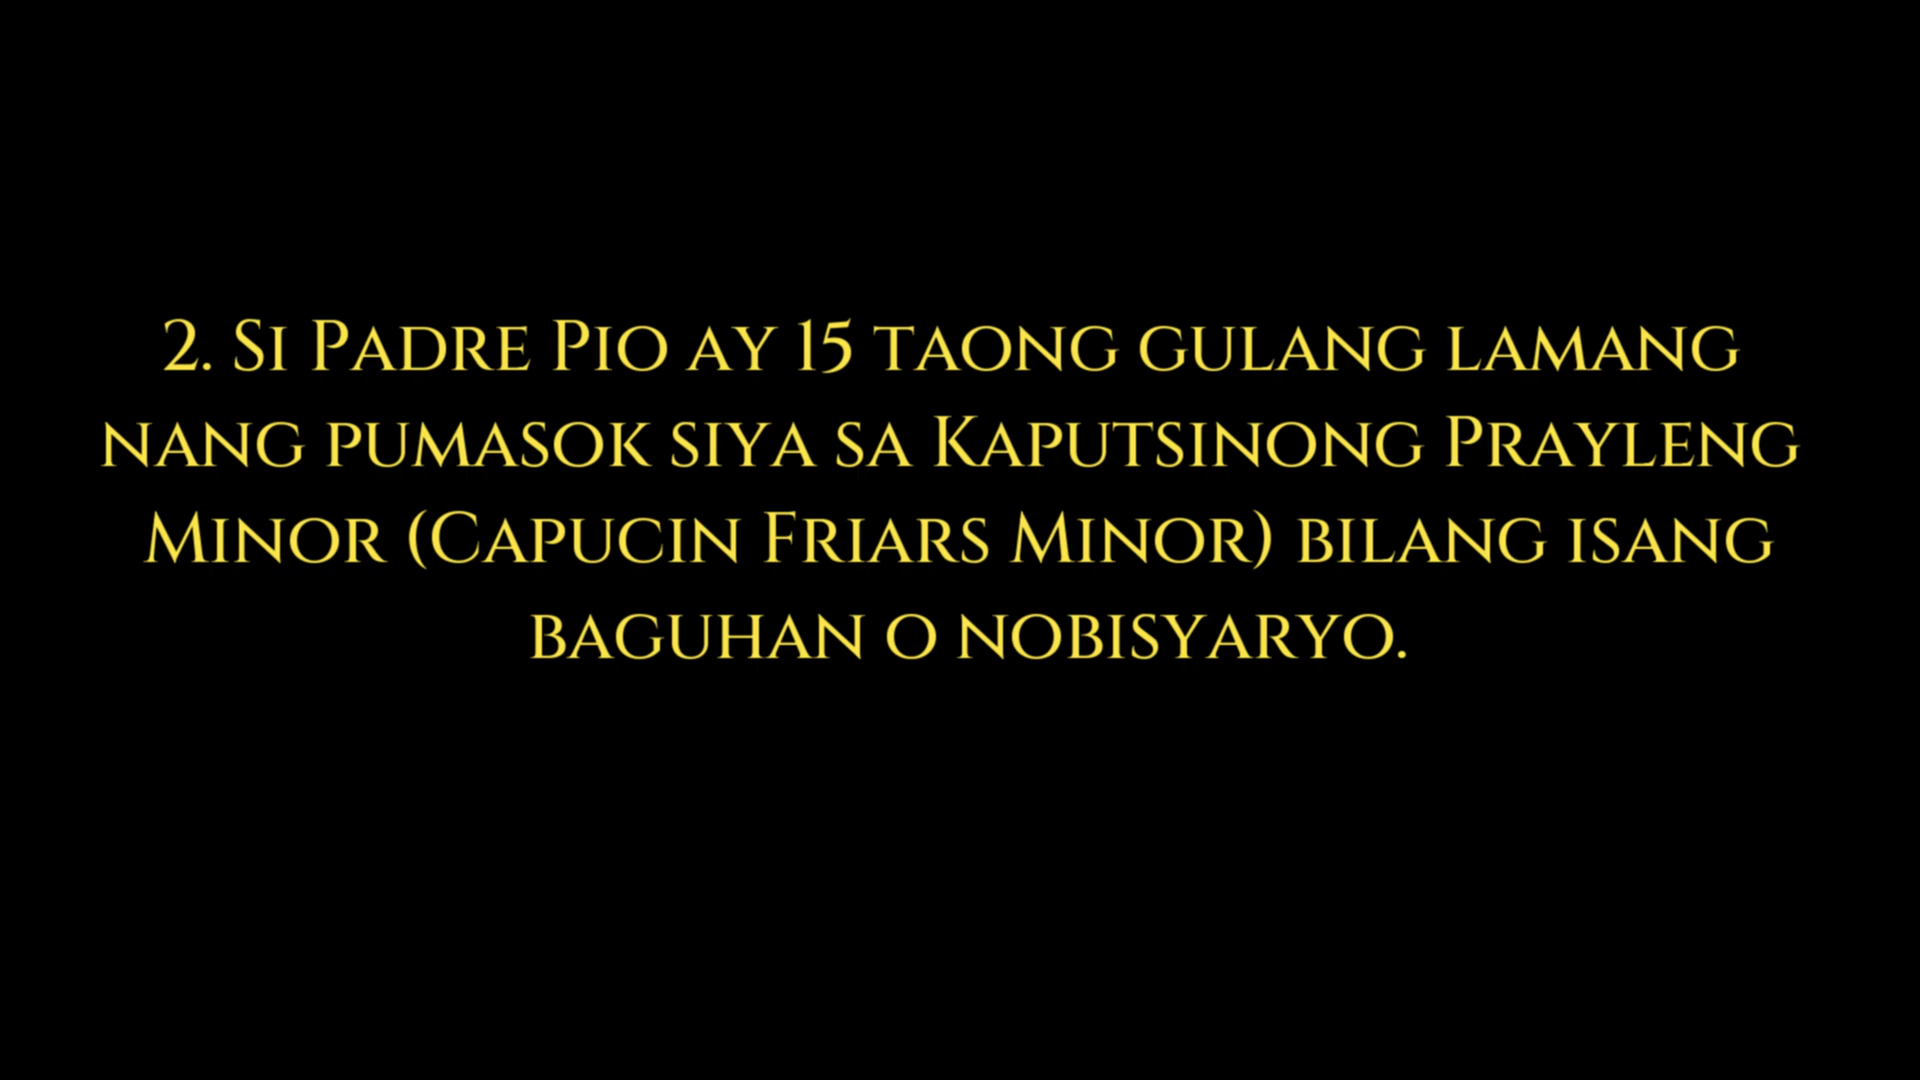 2. Si Padre Pio ay 15 taong gulang lamang
nang pumasok siya sa Kaputsinong Prayleng
Minor (Capucin Friars Minor) bilang isang
baguhan o nobisyaryo.